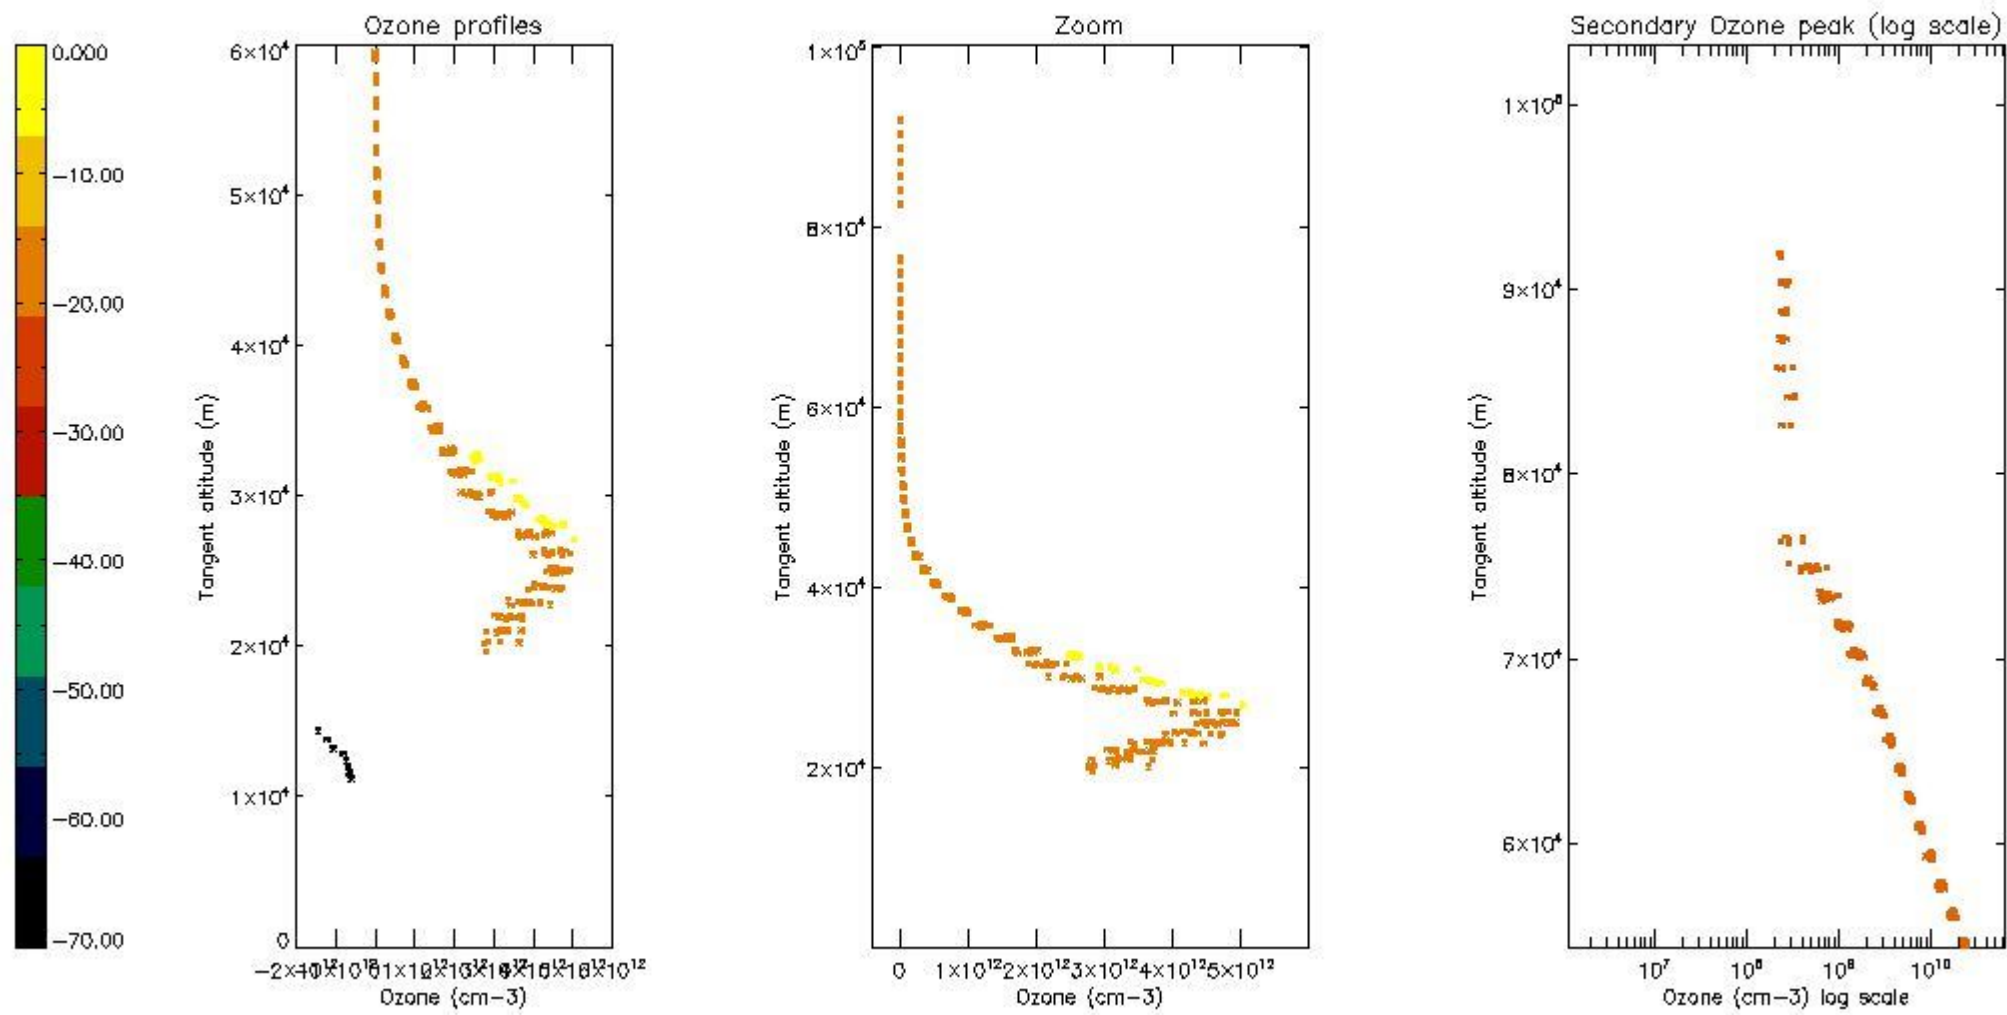 Ozone profiles
Zoom
Secondary Ozone peak (log scale)
0.000
-10.00
-20.00
-30.00
-40.00
-50.00
-60.00
-70.00
6×10⁴
5×10⁴
4×10⁴
3×10⁴
2×10⁴
1×10⁴
0
Tangent altitude (m)
Ozone (cm-3)
1×10⁵
8×10⁴
6×10⁴
4×10⁴
2×10⁴
Tangent altitude (m)
0 1×10¹² 2×10¹² 3×10¹² 4×10¹² 5×10¹²
Ozone (cm-3)
9×10⁴
8×10⁴
7×10⁴
6×10⁴
Tangent altitude (m)
10⁷ 10⁸ 10⁹ 10¹⁰
Ozone (cm-3) log scale